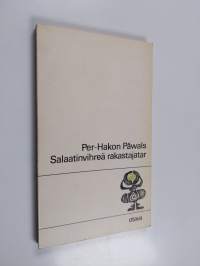 Per-Hakon Påwals
Salaatinvihreä rakastajatar
otava